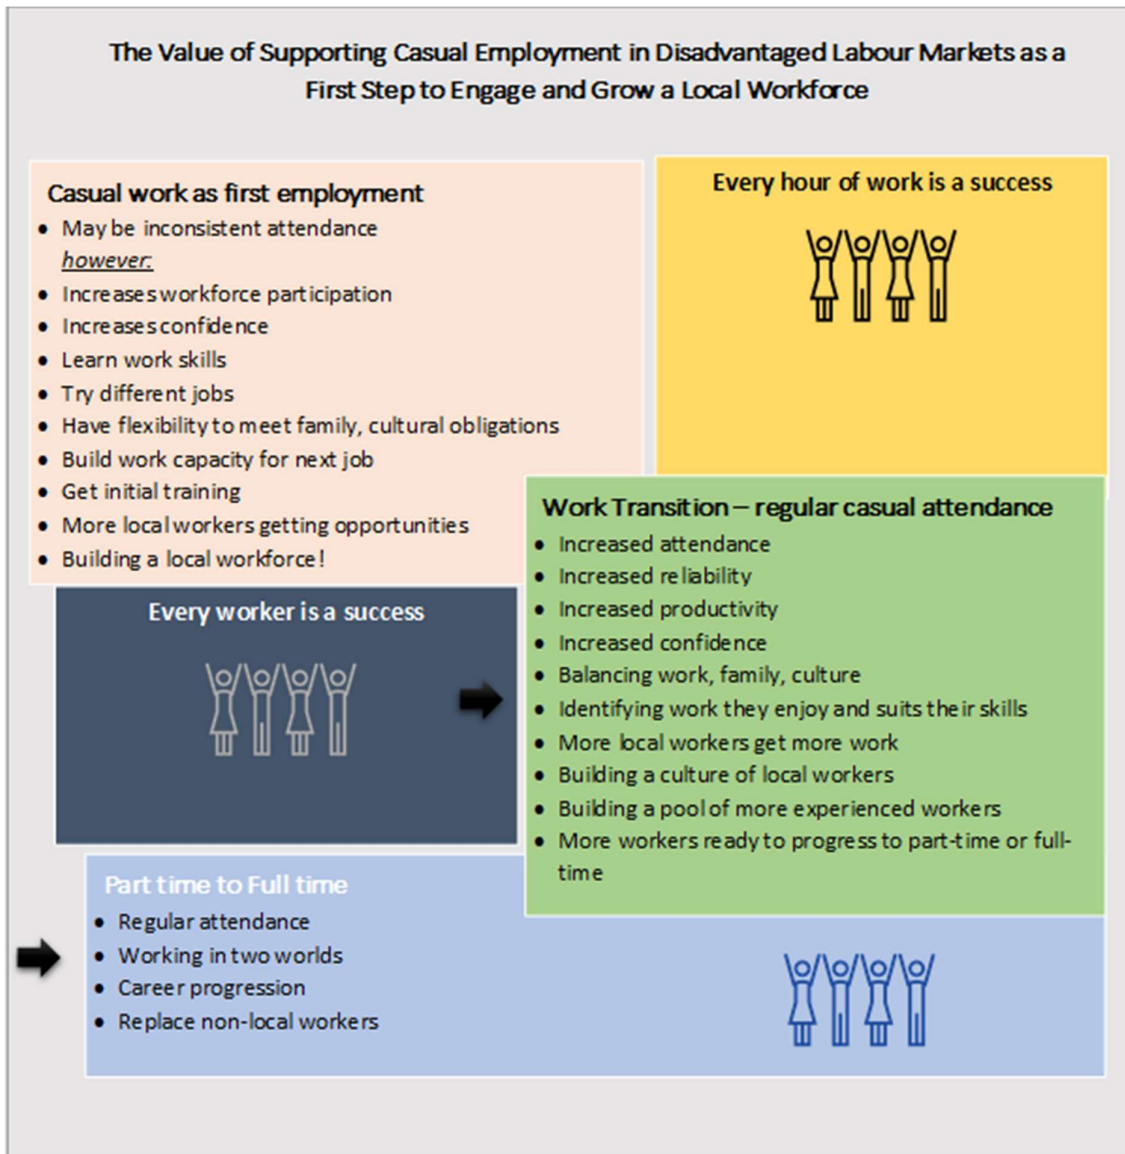 The Value of Supporting Casual Employment in Disadvantaged Labour Markets as a
First Step to Engage and Grow a Local Workforce
Casual work as first employment
• May be inconsistent attendance
however:
• Increases workforce participation
• Increases confidence
• Learn work skills
• Try different jobs
• Have flexibility to meet family, cultural obligations
• Build work capacity for next job
• Get initial training
• More local workers getting opportunities
• Building a local workforce!
Every hour of work is a success
Every worker is a success
Work Transition – regular casual attendance
• Increased attendance
• Increased reliability
• Increased productivity
• Increased confidence
• Balancing work, family, culture
• Identifying work they enjoy and suits their skills
• More local workers get more work
• Building a culture of local workers
• Building a pool of more experienced workers
• More workers ready to progress to part-time or full-
time
Part time to Full time
• Regular attendance
• Working in two worlds
• Career progression
• Replace non-local workers